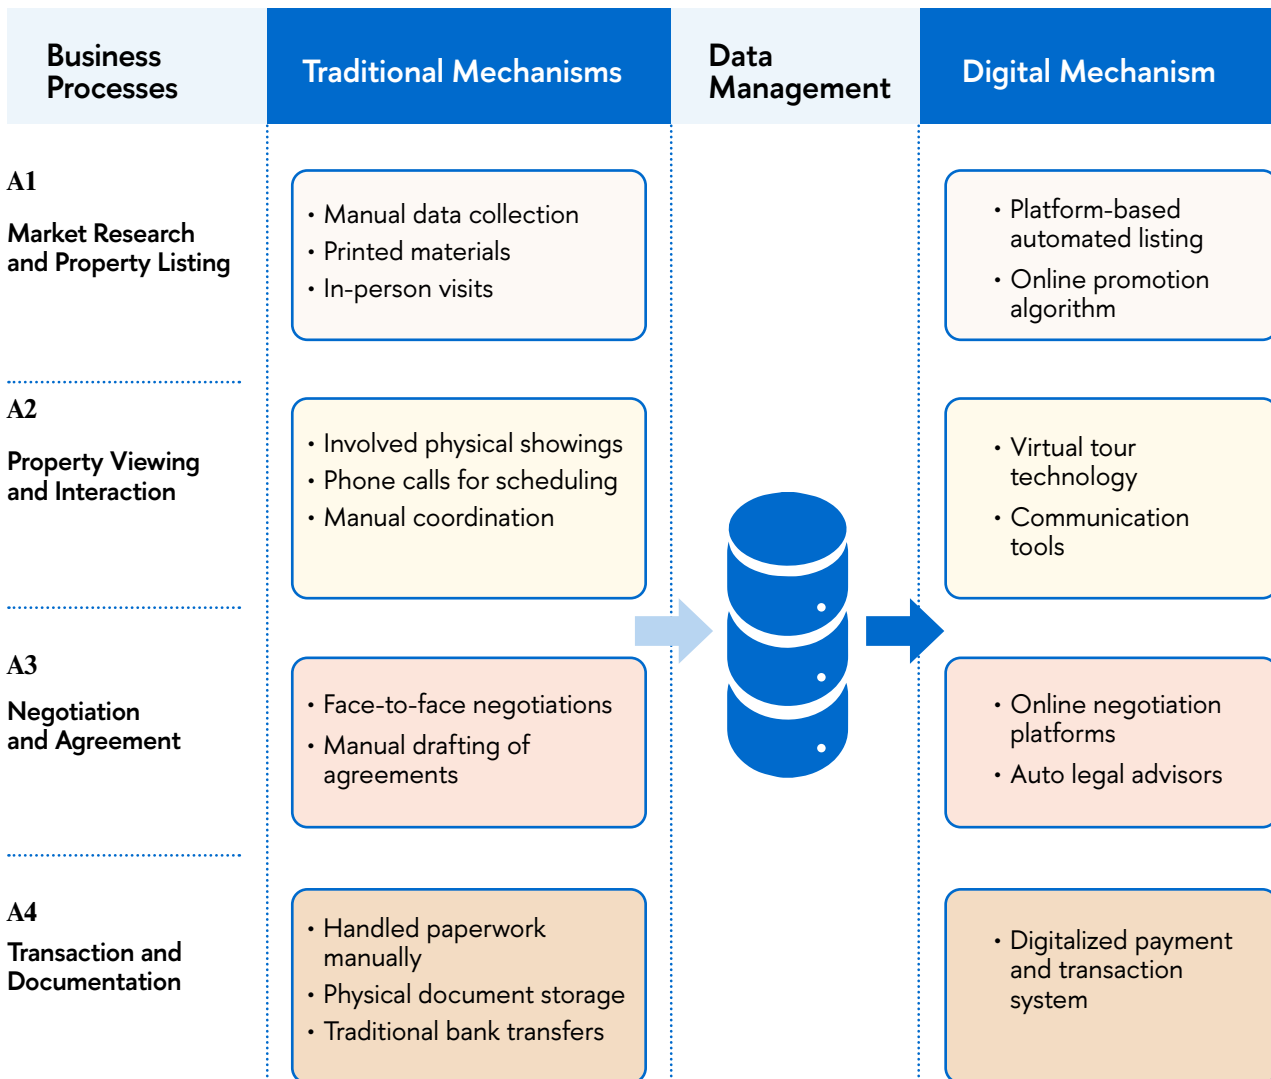 Business
Processes
Traditional Mechanisms
Data
Management
Digital Mechanism
A1
Market Research
and Property Listing
• Manual data collection
• Printed materials
• In-person visits
• Platform-based
automated listing
• Online promotion
algorithm
A2
Property Viewing
and Interaction
• Involved physical showings
• Phone calls for scheduling
• Manual coordination
• Virtual tour
technology
• Communication
tools
A3
Negotiation
and Agreement
• Face-to-face negotiations
• Manual drafting of
agreements
• Online negotiation
platforms
• Auto legal advisors
A4
Transaction and
Documentation
• Handled paperwork
manually
• Physical document storage
• Traditional bank transfers
• Digitalized payment
and transaction
system